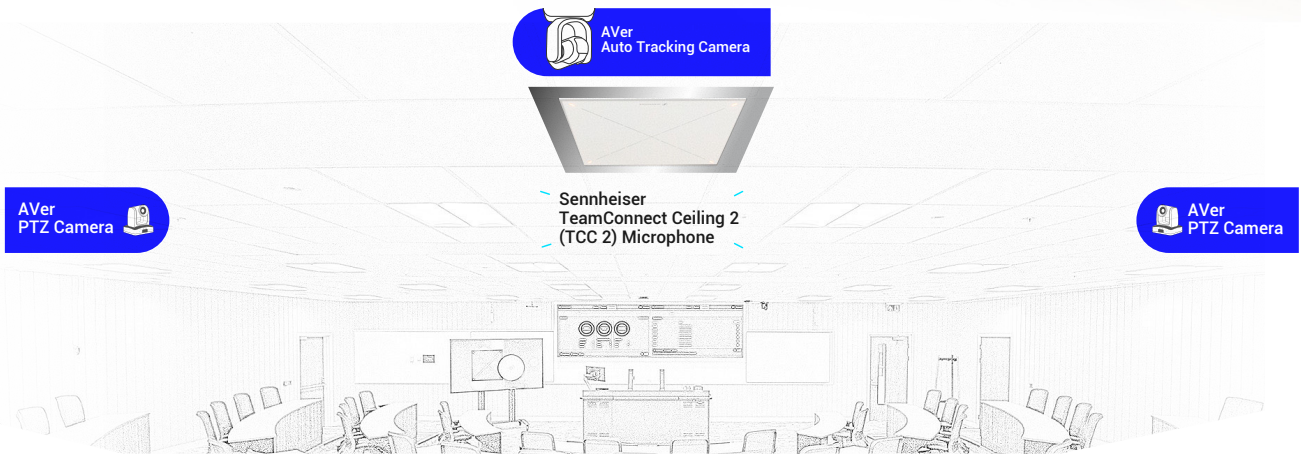 AVer
Auto Tracking Camera
AVer
PTZ Camera
Sennheiser
TeamConnect Ceiling 2
(TCC 2) Microphone
AVer
PTZ Camera